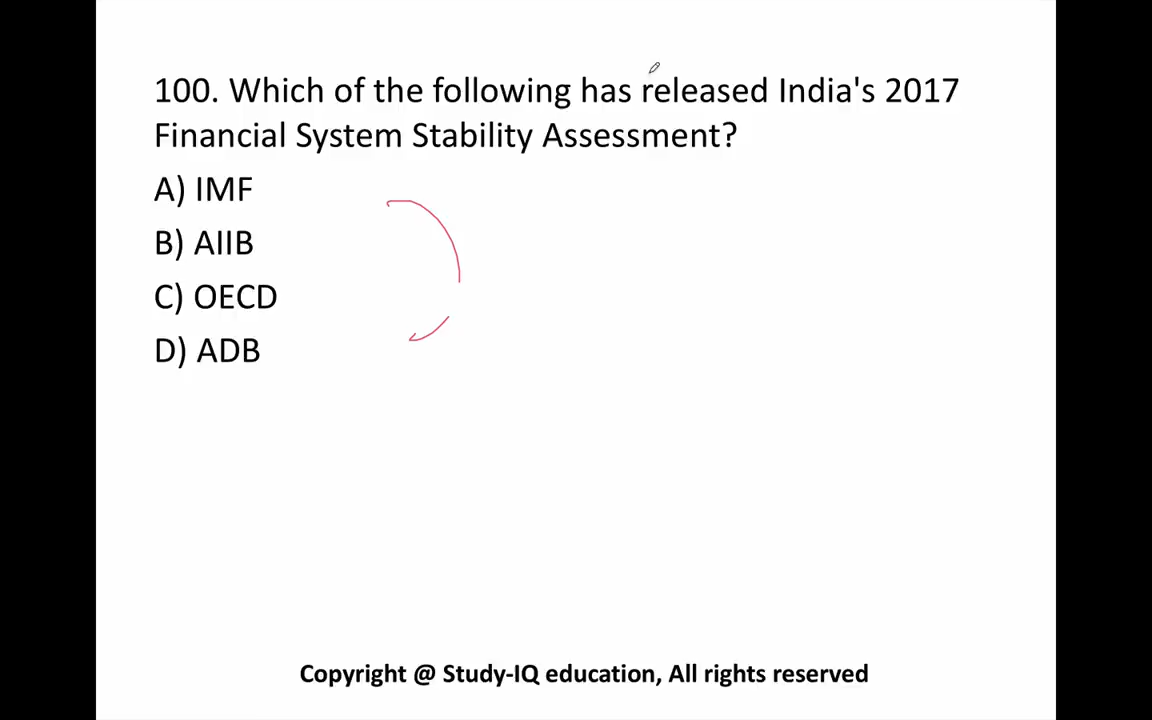 100. Which of the following has released India's 2017
Financial System Stability Assessment?
A) IMF
B) AIIB
C) OECD
D) ADB
Copyright @ Study-IQ education, All rights reserved